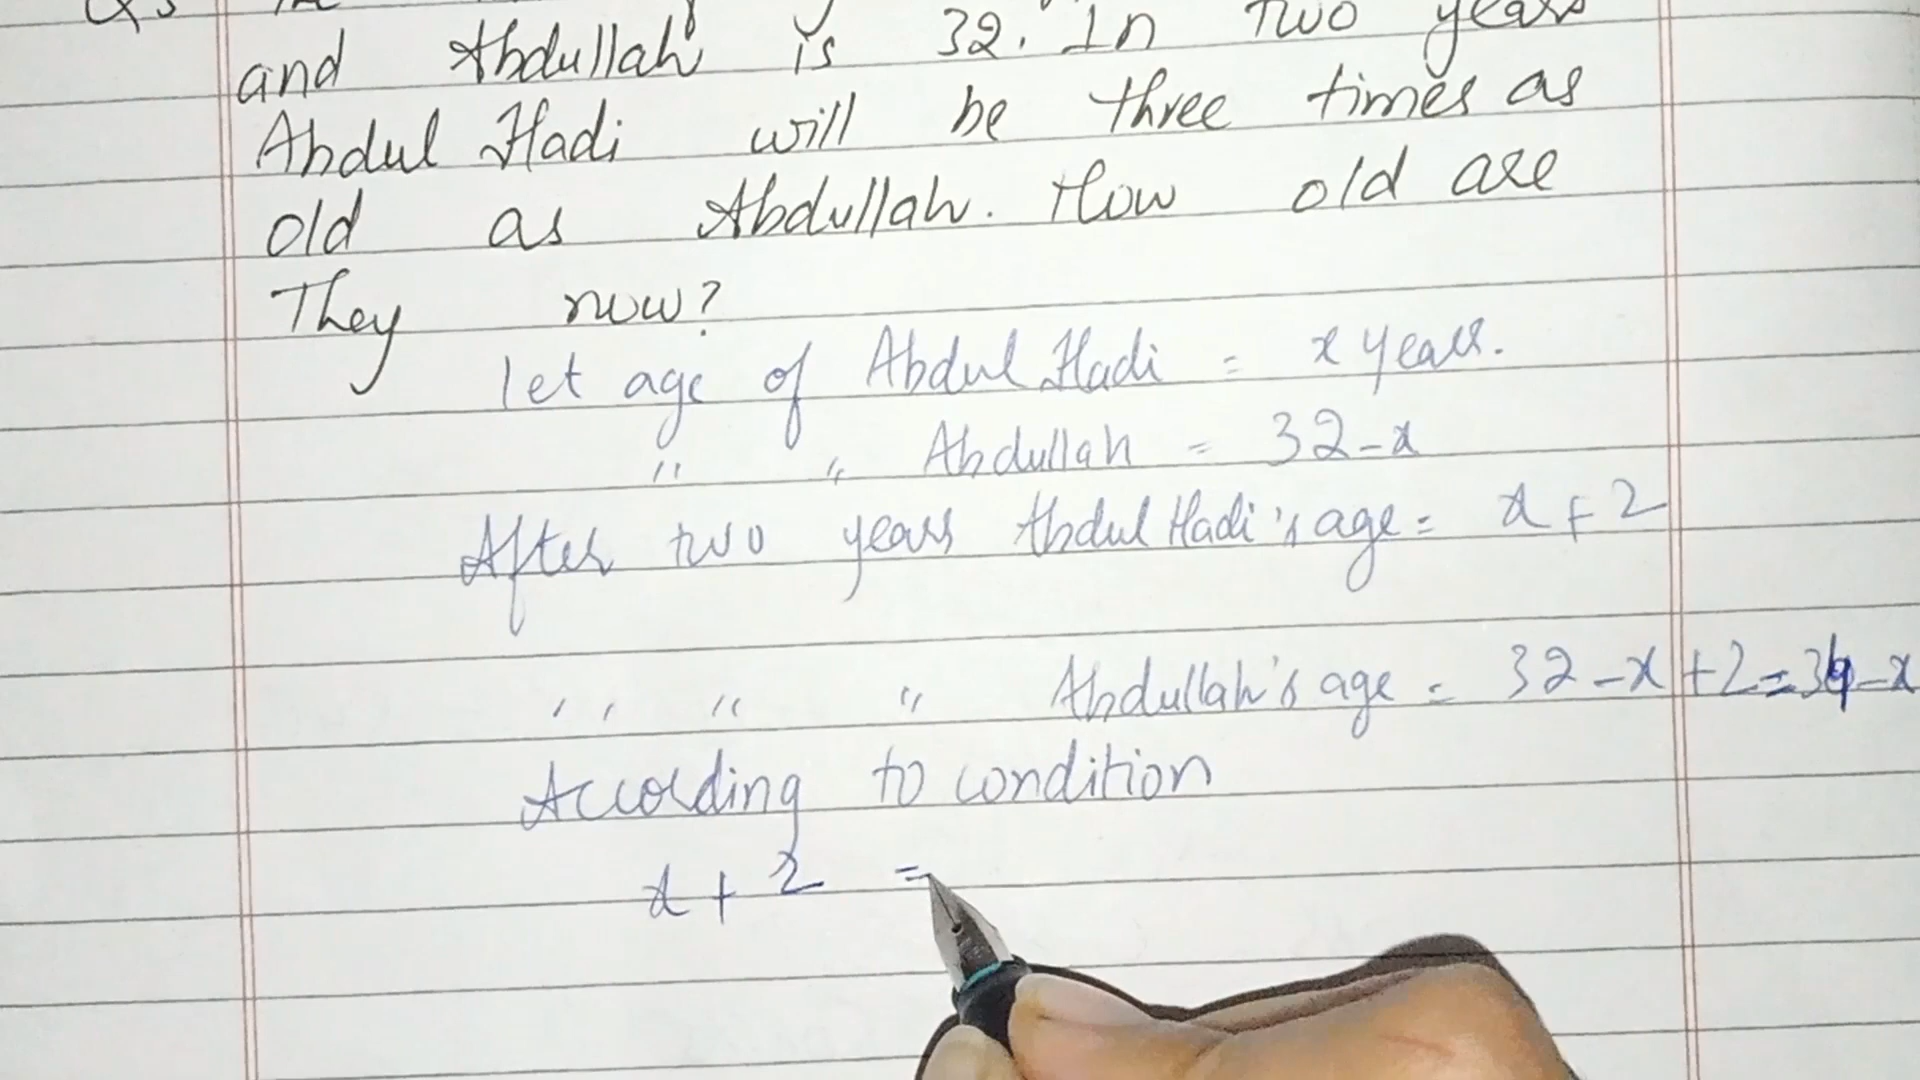 Q3 The
and Abdullah is 32. In Two years
Abdul Hadi will be three times as
old as Abdullah. How old are
They now?
let age of Abdul Hadi = x years.
" " Abdullah = 32-x
After two years Abdul Hadi's age = x+2
" " " Abdullah's age = 32-x+2=34-x
According to condition
x+2 =